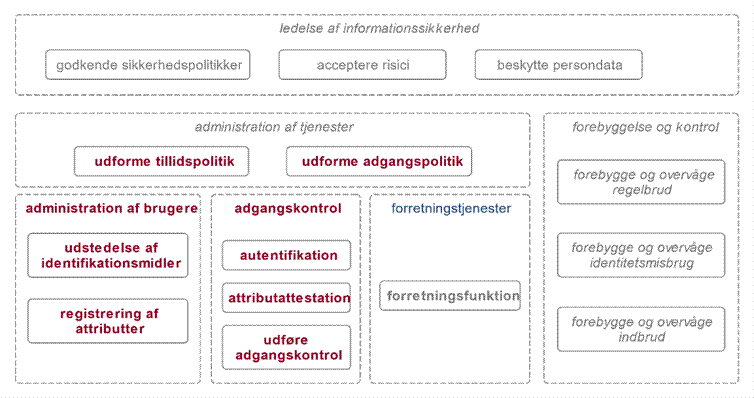 ledelse af informationssikkerhed
godkende sikkerhedspolitikker
acceptere risici
beskytte persondata
administration af tjenester
udforme tillidspolitik
udforme adgangspolitik
administration af brugere
udstedelse af
identifikationsmidler
registrering af
attributter
adgangskontrol
autentifikation
attributattestation
udføre
adgangskontrol
forretningstjenester
forretningsfunktion
forebyggelse og kontrol
forebygge og overvåge
regelbrud
forebygge og overvåge
identitetsmisbrug
forebygge og overvåge
indbrud